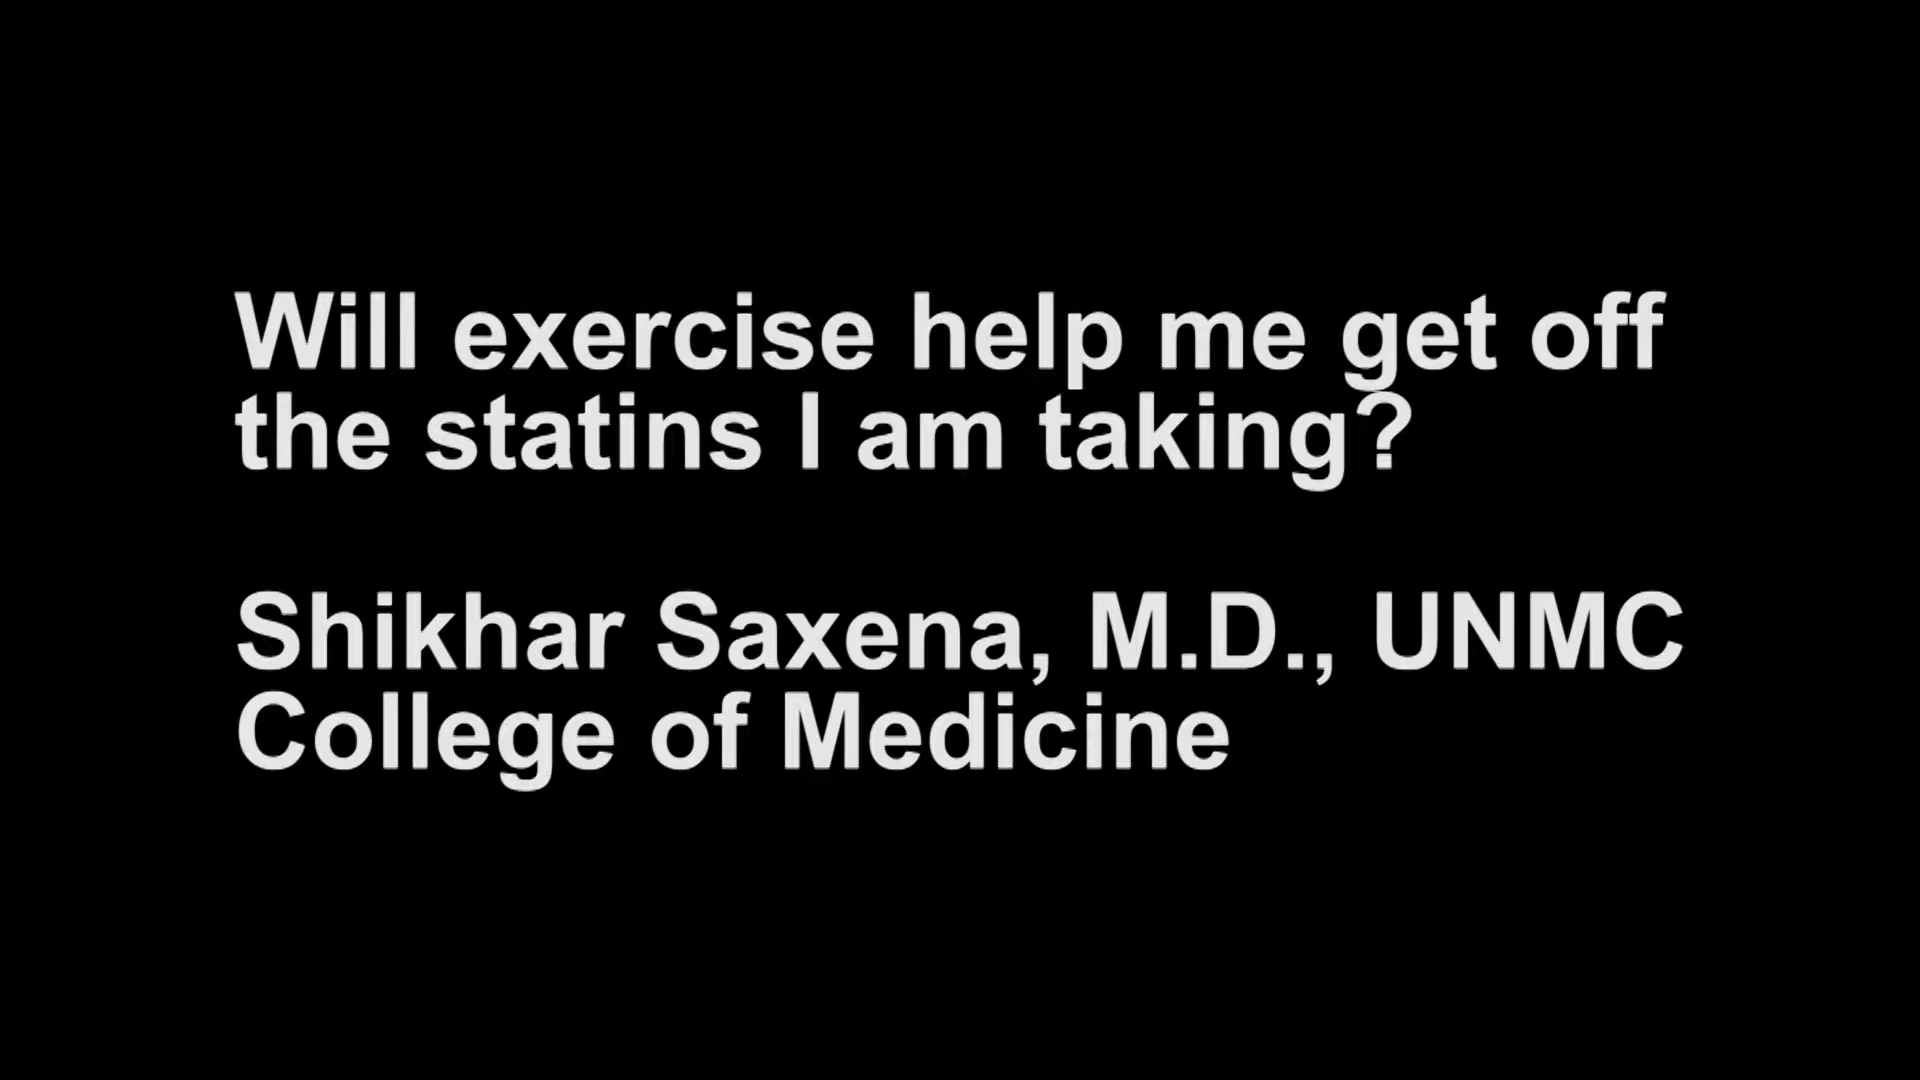 Will exercise help me get off
the statins I am taking?
Shikhar Saxena, M.D., UNMC
College of Medicine